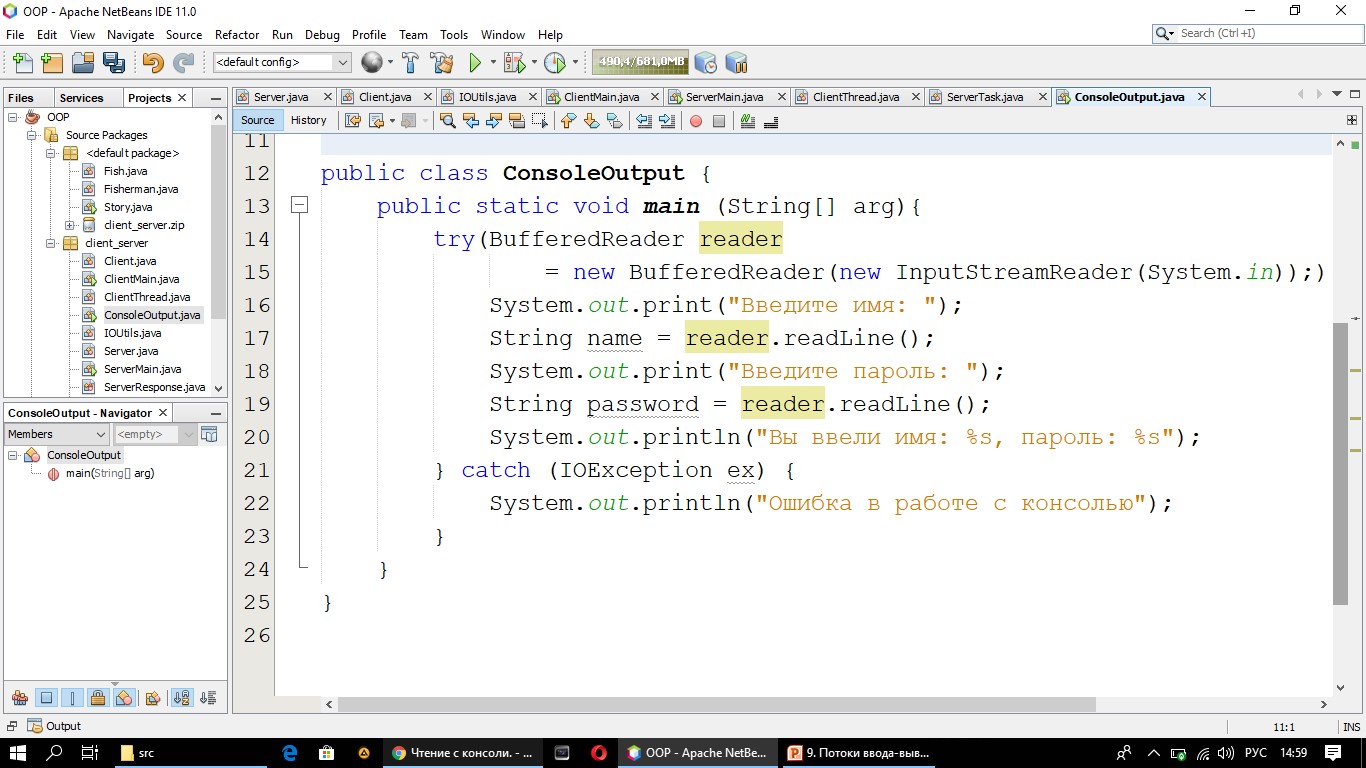 OOP - Apache NetBeans IDE 11.0
File Edit View Navigate Source Refactor Run Debug Profile Team Tools Window Help
Search (Ctrl+I)
<default config>
490,4/681,0MB
Files Services Projects
Server.java Client.java IOUtils.java ClientMain.java ServerMain.java ClientThread.java ServerTask.java ConsoleOutput.java
Source History
OOP
Source Packages
<default package>
Fish.java
Fisherman.java
Story.java
client_server.zip
client_server
Client.java
ClientMain.java
ClientThread.java
ConsoleOutput.java
IOUtils.java
Server.java
ServerMain.java
ServerResponse.java
ConsoleOutput - Navigator
Members <empty>
ConsoleOutput
main(String[] arg)
11
12 public class ConsoleOutput {
13 public static void main (String[] arg){
14 try(BufferedReader reader
15 = new BufferedReader(new InputStreamReader(System.in));)
16 System.out.print("Введите имя: ");
17 String name = reader.readLine();
18 System.out.print("Введите пароль: ");
19 String password = reader.readLine();
20 System.out.println("Вы ввели имя: %s, пароль: %s");
21 } catch (IOException ex) {
22 System.out.println("Ошибка в работе с консолью");
23 }
24 }
25 }
26
Output
11:1 INS
src
Чтение с консоли. - ...
OOP - Apache NetBe...
9. Потоки ввода-выв...
РУС 14:59